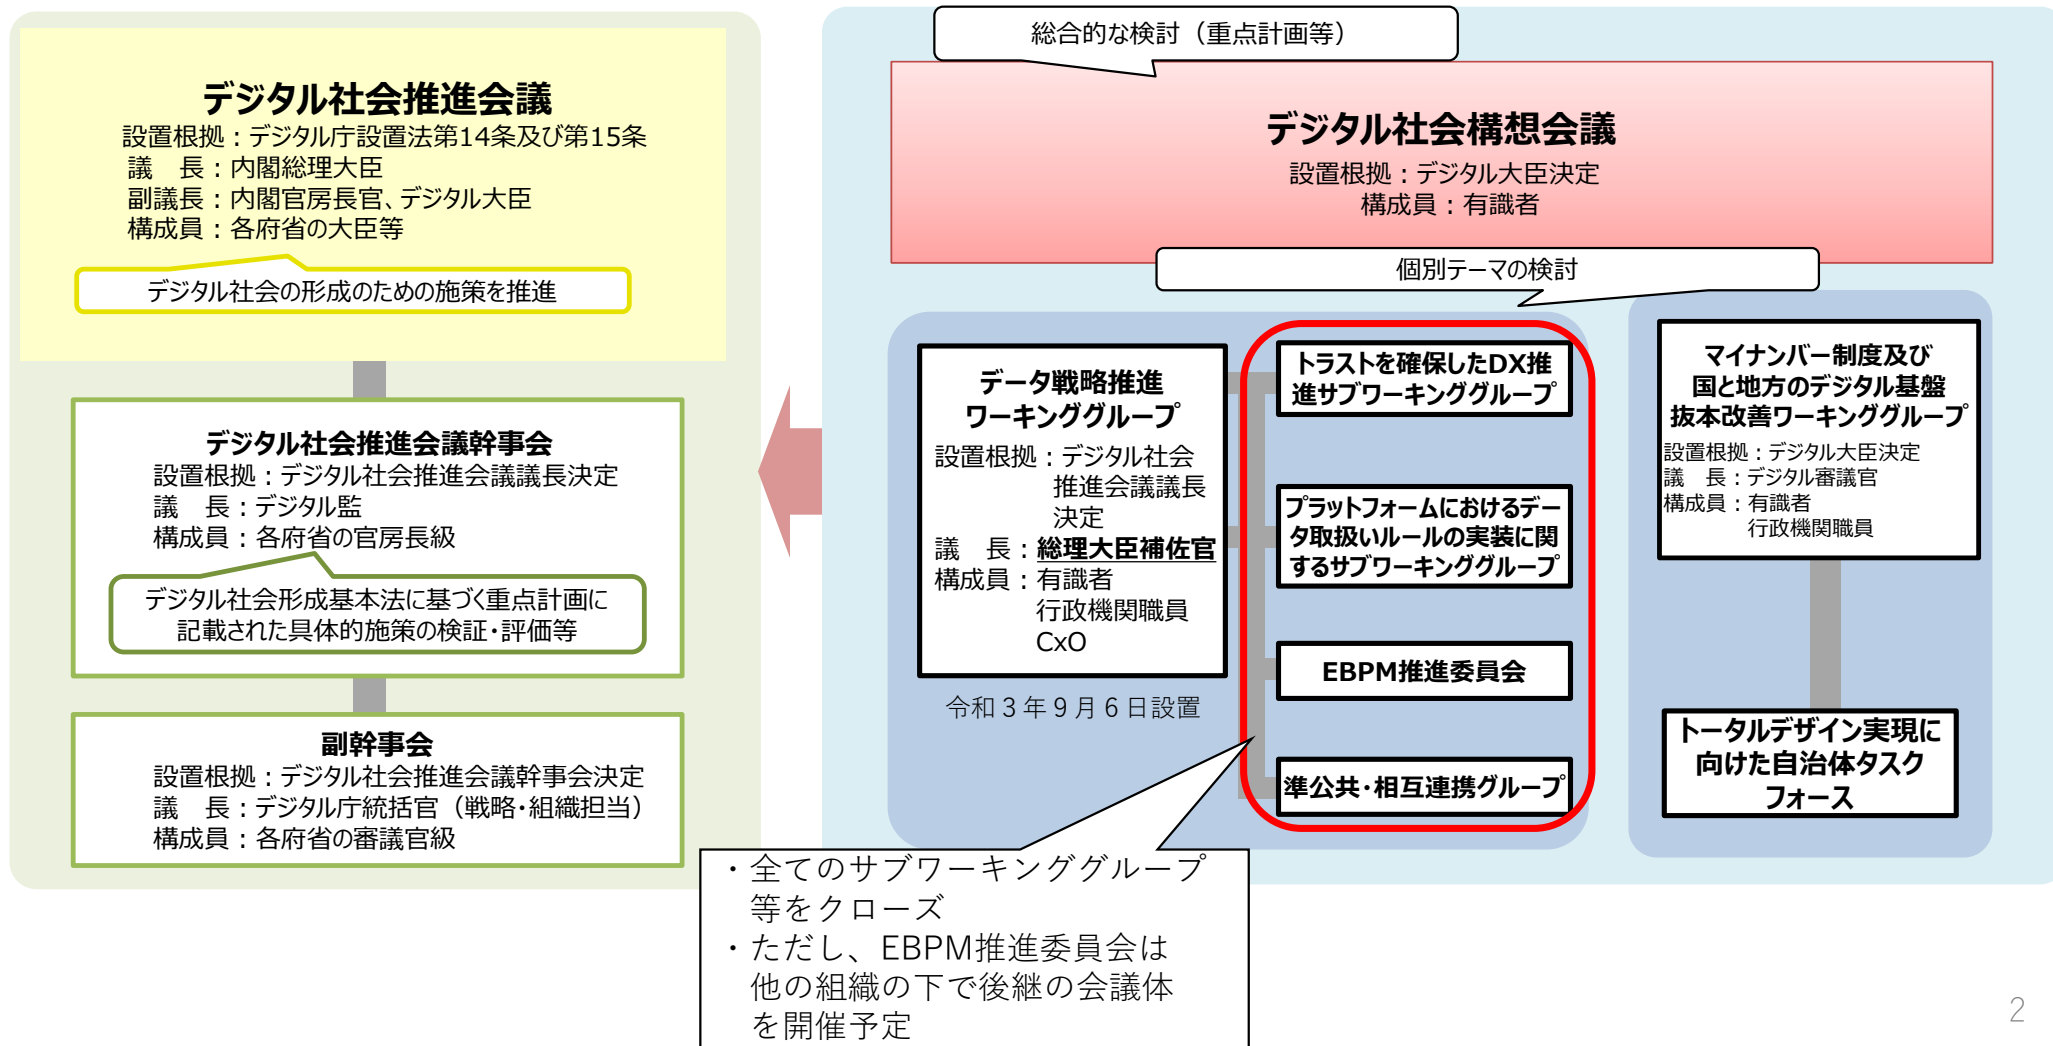 デジタル社会推進会議
設置根拠：デジタル庁設置法第14条及び第15条
議　長：内閣総理大臣
副議長：内閣官房長官、デジタル大臣
構成員：各府省の大臣等
デジタル社会の形成のための施策を推進
デジタル社会推進会議幹事会
設置根拠：デジタル社会推進会議議長決定
議　長：デジタル監
構成員：各府省の官房長級
デジタル社会形成基本法に基づく重点計画に
記載された具体的施策の検証・評価等
副幹事会
設置根拠：デジタル社会推進会議幹事会決定
議　長：デジタル庁統括官（戦略・組織担当）
構成員：各府省の審議官級
総合的な検討（重点計画等）
デジタル社会構想会議
設置根拠：デジタル大臣決定
構成員：有識者
個別テーマの検討
データ戦略推進
ワーキンググループ
設置根拠：デジタル社会
推進会議議長
決定
議　長：総理大臣補佐官
構成員：有識者
行政機関職員
CxO
令和３年９月６日設置
トラストを確保したDX推
進サブワーキンググループ
プラットフォームにおけるデー
タ取扱いルールの実装に関
するサブワーキンググループ
EBPM推進委員会
準公共・相互連携グループ
マイナンバー制度及び
国と地方のデジタル基盤
抜本改善ワーキンググループ
設置根拠：デジタル大臣決定
議　長：デジタル審議官
構成員：有識者
行政機関職員
トータルデザイン実現に
向けた自治体タスク
フォース
・全てのサブワーキンググループ
等をクローズ
・ただし、EBPM推進委員会は
他の組織の下で後継の会議体
を開催予定
2